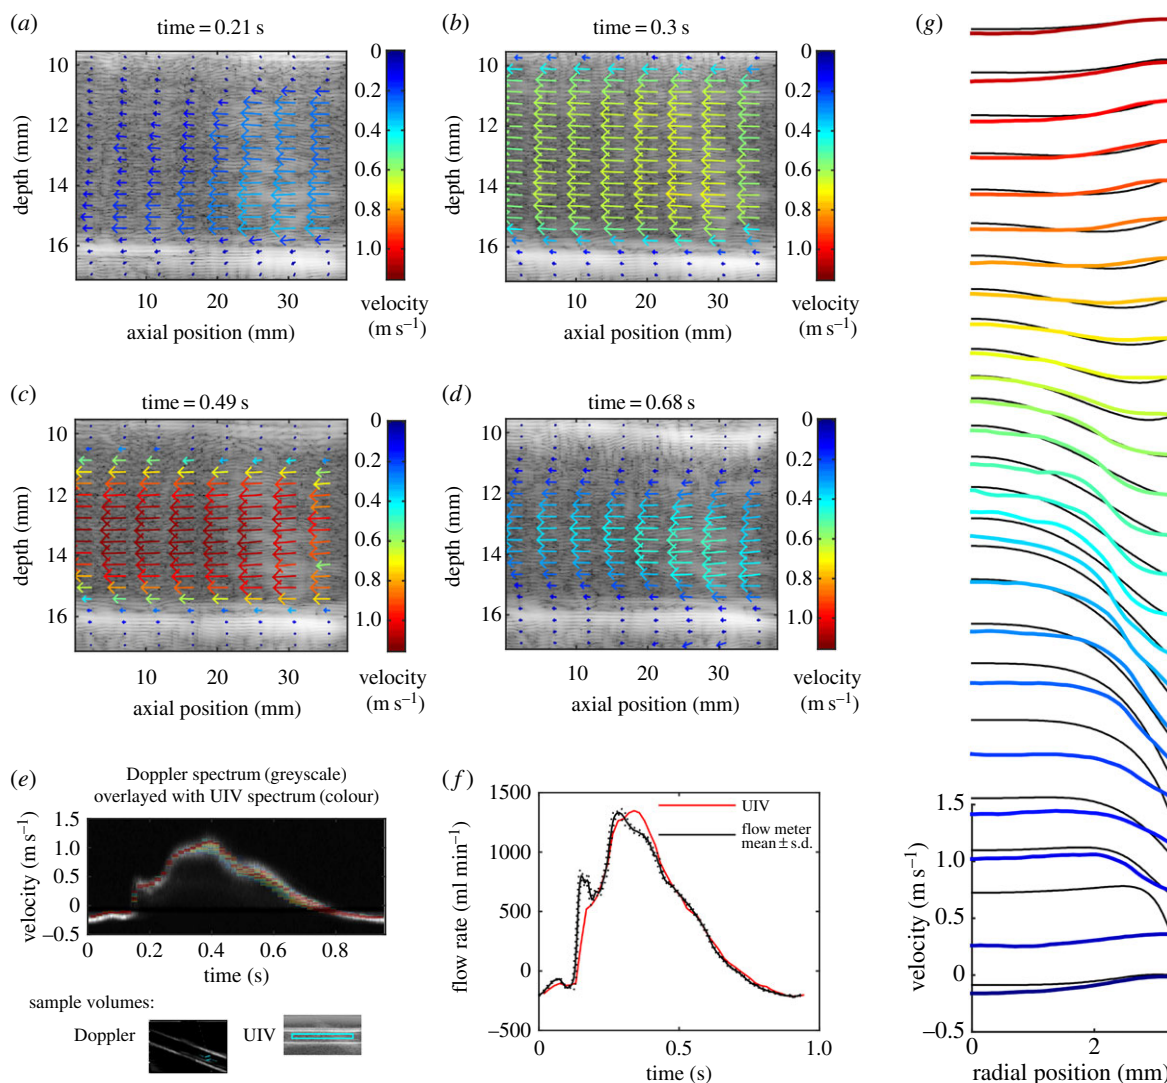 (a)
time = 0.21 s
10
12
14
16
depth (mm)
10 20 30
axial position (mm)
0
0.2
0.4
0.6
0.8
1.0
velocity
(m s–1)
(b)
time = 0.3 s
10
12
14
16
depth (mm)
10 20 30
axial position (mm)
0
0.2
0.4
0.6
0.8
1.0
velocity
(m s–1)
(c)
time = 0.49 s
10
12
14
16
depth (mm)
10 20 30
axial position (mm)
0
0.2
0.4
0.6
0.8
1.0
velocity
(m s–1)
(d)
time = 0.68 s
10
12
14
16
depth (mm)
10 20 30
axial position (mm)
0
0.2
0.4
0.6
0.8
1.0
velocity
(m s–1)
(e)
Doppler spectrum (greyscale)
overlayed with UIV spectrum (colour)
1.5
1.0
0.5
0
–0.5
velocity (m s–1)
0 0.2 0.4 0.6 0.8
time (s)
sample volumes:
Doppler
UIV
(f)
1500
1000
500
0
–500
flow rate (ml min–1)
UIV
flow meter
mean ± s.d.
0 0.5 1.0
time (s)
(g)
1.5
1.0
0.5
0
–0.5
velocity (m s–1)
0 2
radial position (mm)